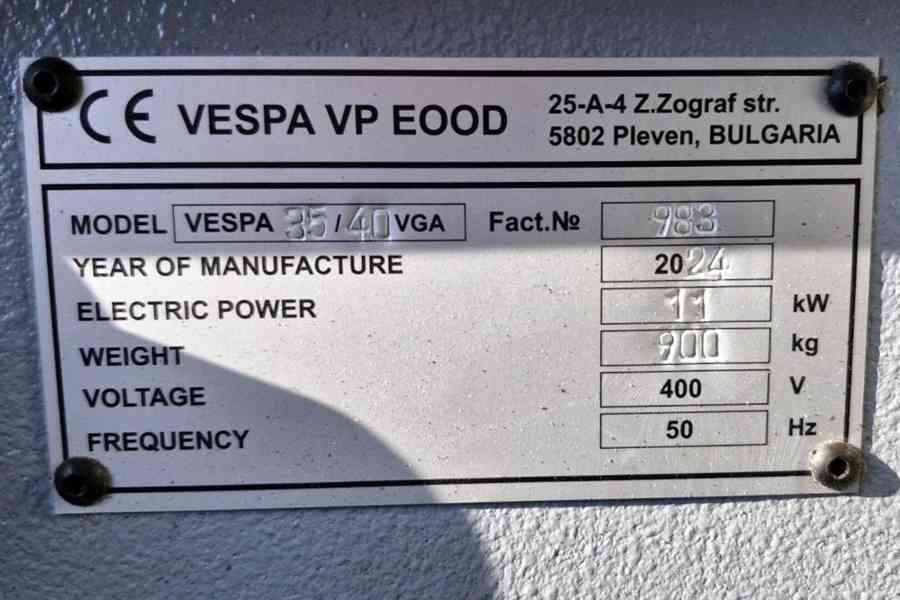 CE VESPA VP EOOD
25-A-4 Z.Zograf str.
5802 Pleven, BULGARIA
MODEL VESPA 35/40 VGA Fact.№ 983
YEAR OF MANUFACTURE 2024
ELECTRIC POWER 11 kW
WEIGHT 900 kg
VOLTAGE 400 V
FREQUENCY 50 Hz